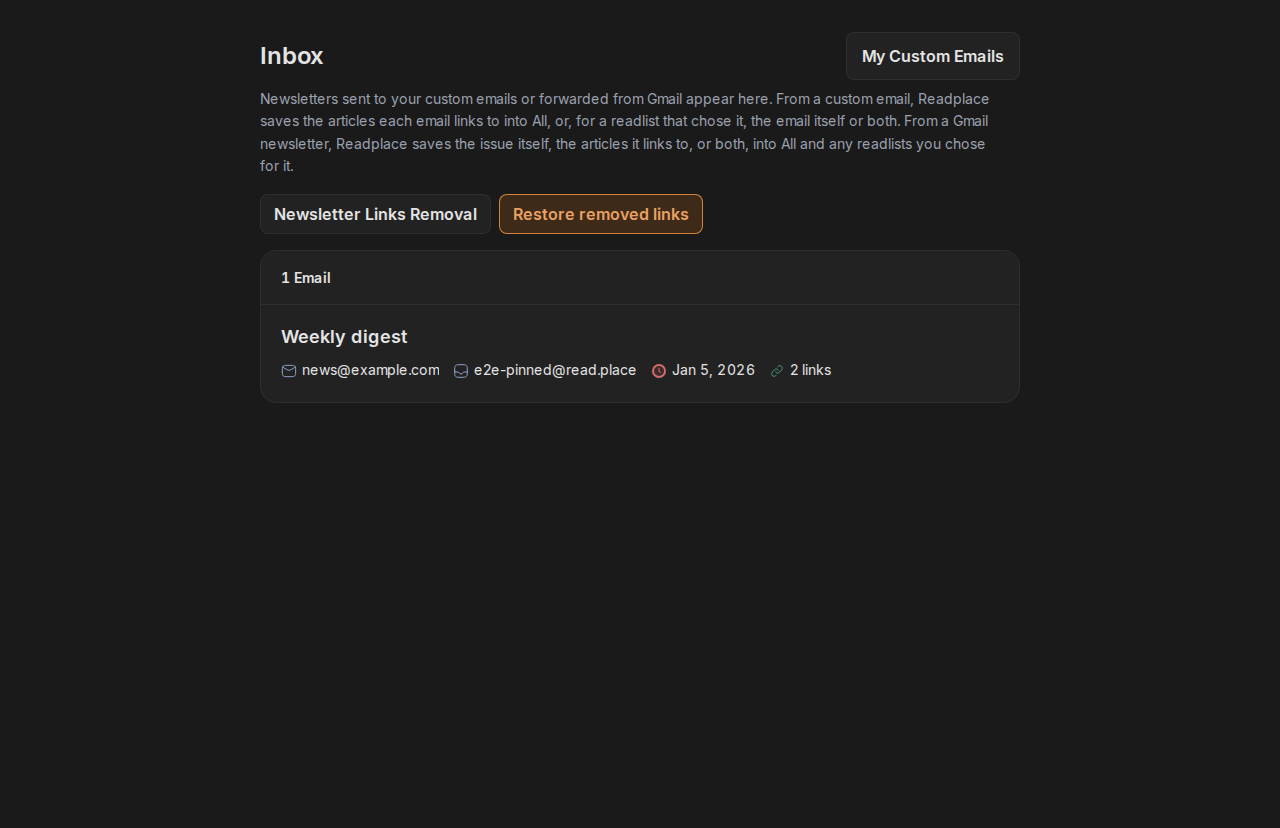 Inbox
My Custom Emails
Newsletters sent to your custom emails or forwarded from Gmail appear here. From a custom email, Readplace
saves the articles each email links to into All, or, for a readlist that chose it, the email itself or both. From a Gmail
newsletter, Readplace saves the issue itself, the articles it links to, or both, into All and any readlists you chose
for it.
Newsletter Links Removal
Restore removed links
1 Email
Weekly digest
news@example.com e2e-pinned@read.place Jan 5, 2026 2 links